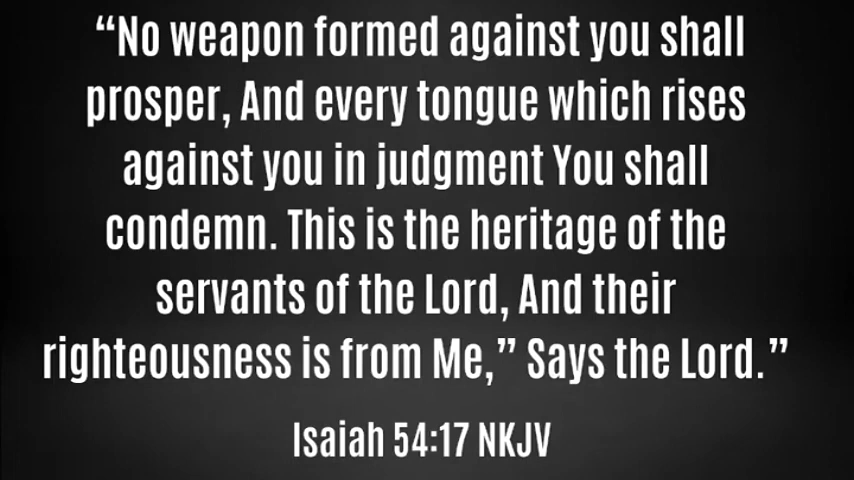 “No weapon formed against you shall
prosper, And every tongue which rises
against you in judgment You shall
condemn. This is the heritage of the
servants of the Lord, And their
righteousness is from Me,” Says the Lord.”
Isaiah 54:17 NKJV